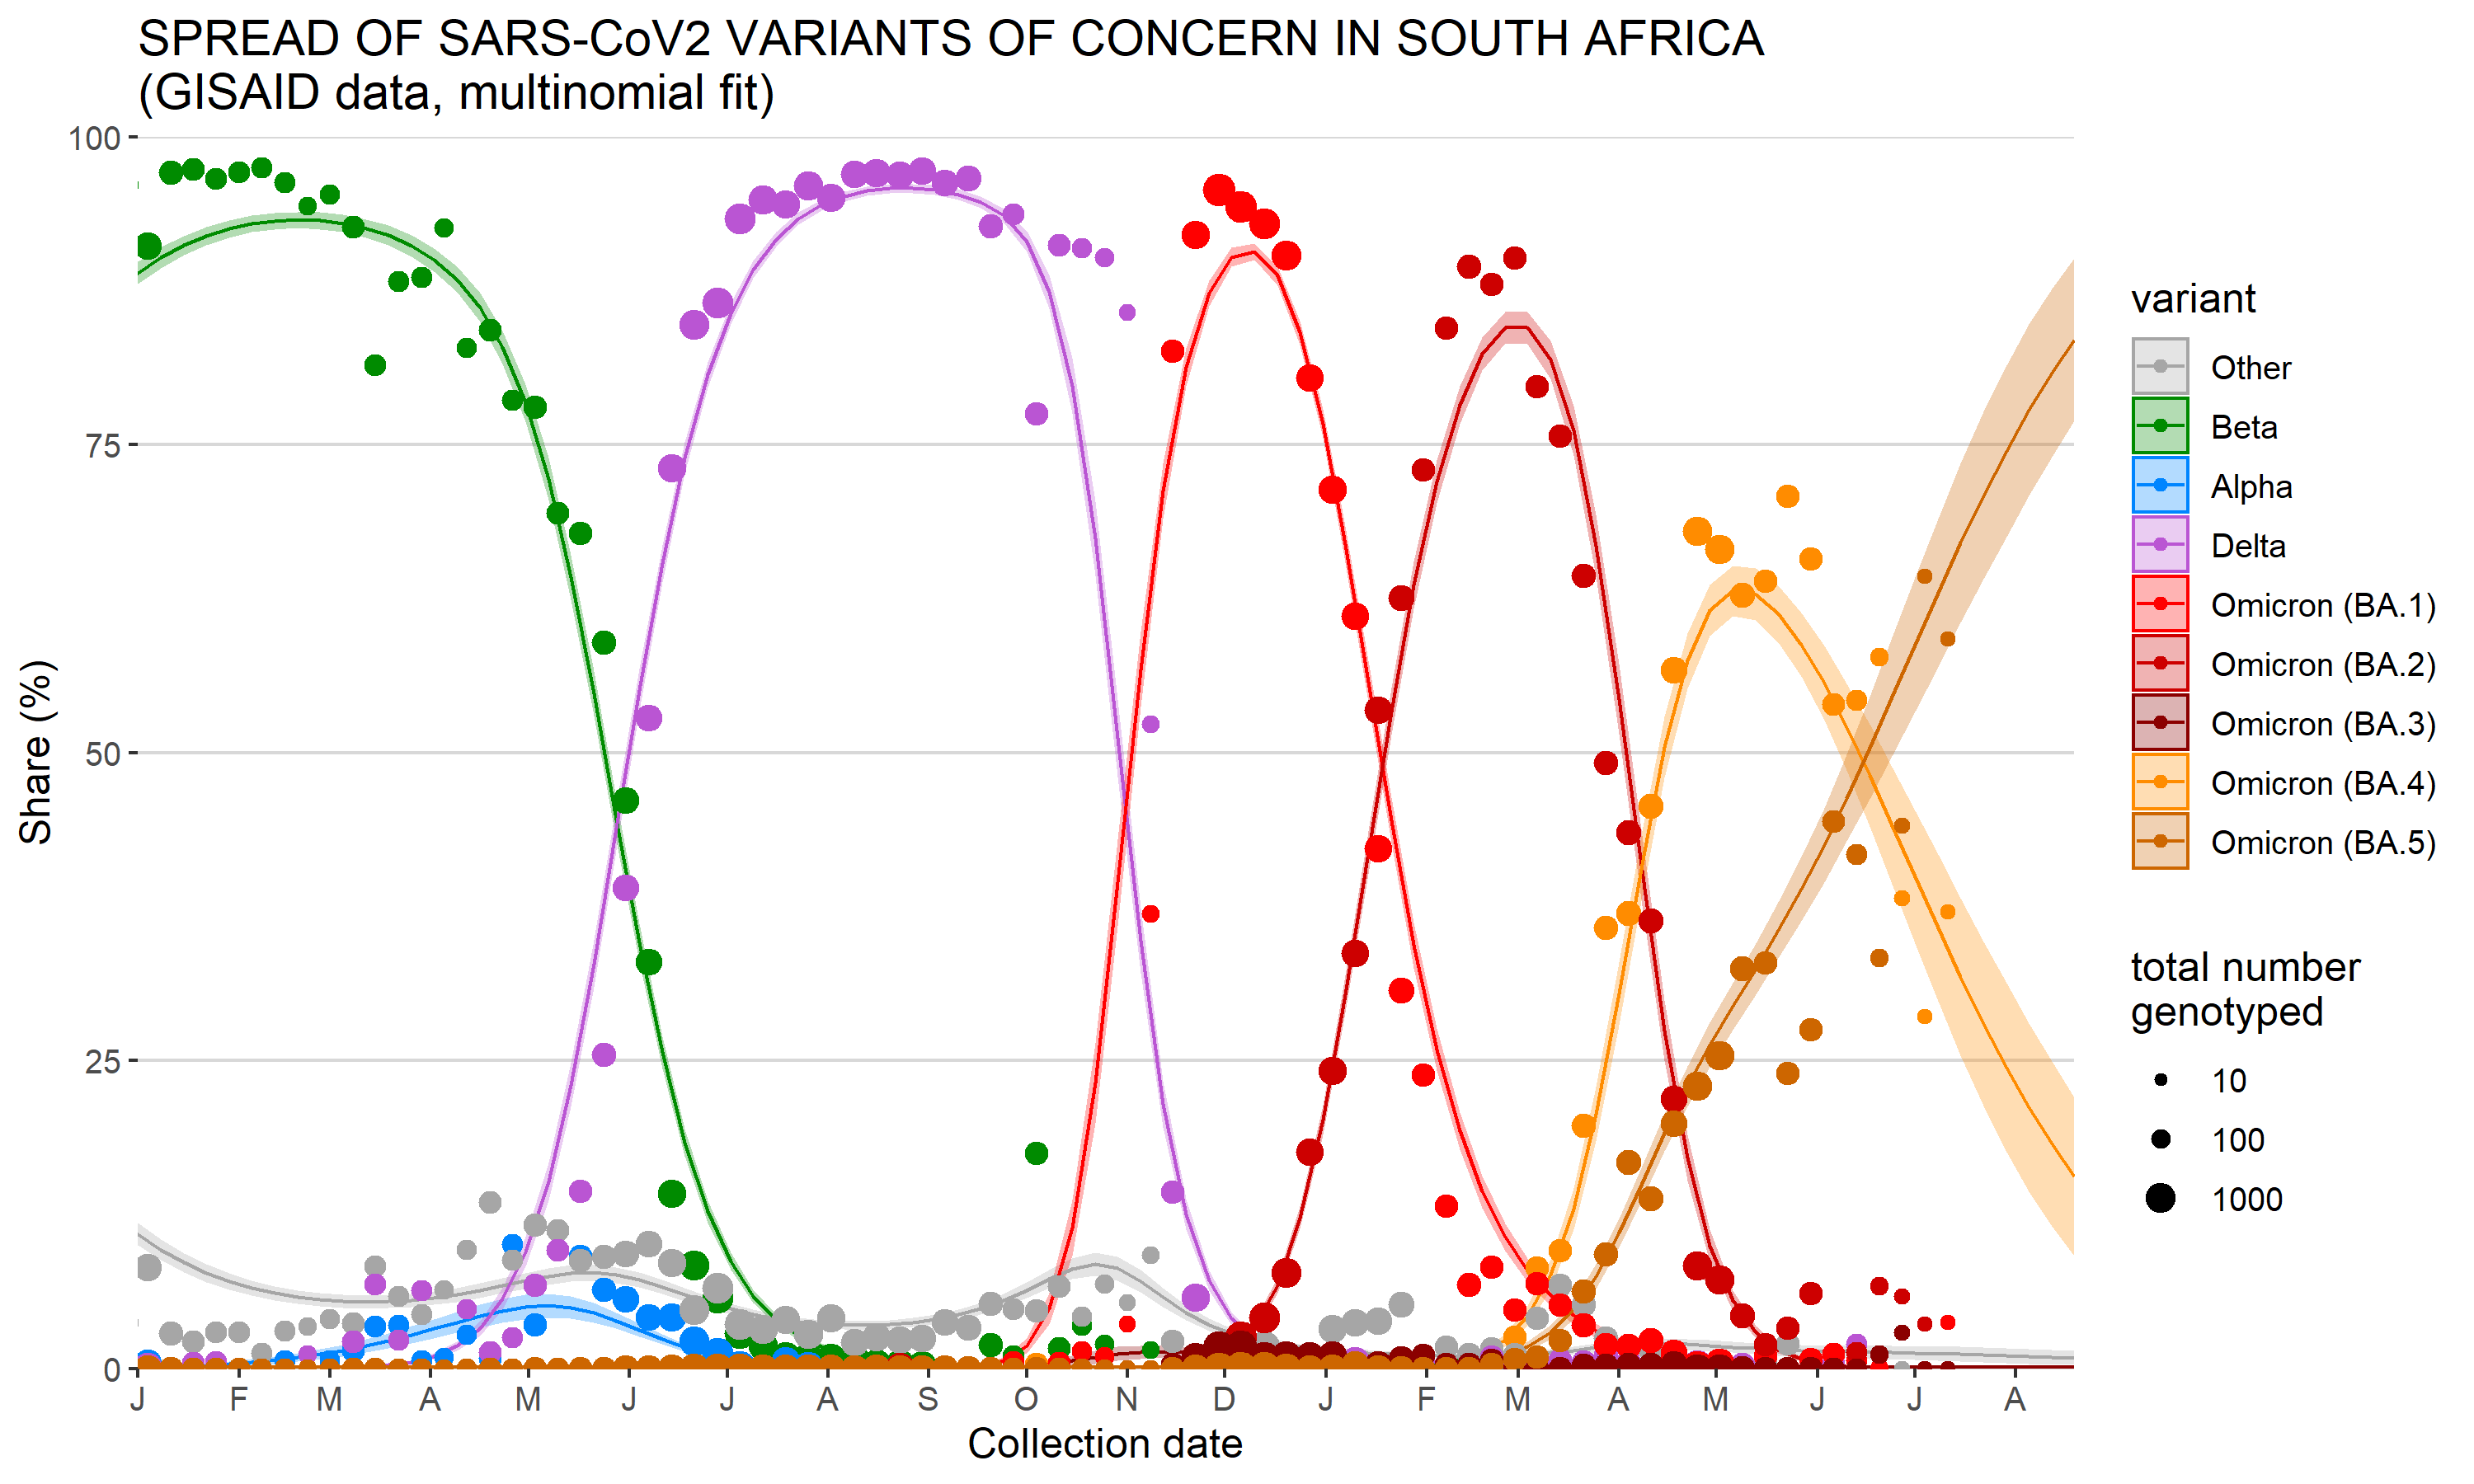 SPREAD OF SARS-CoV2 VARIANTS OF CONCERN IN SOUTH AFRICA
(GISAID data, multinomial fit)
100
75
50
25
0
Share (%)
J F M A M J J A S O N D J F M A M J J A
Collection date
variant
Other
Beta
Alpha
Delta
Omicron (BA.1)
Omicron (BA.2)
Omicron (BA.3)
Omicron (BA.4)
Omicron (BA.5)
total number
genotyped
10
100
1000